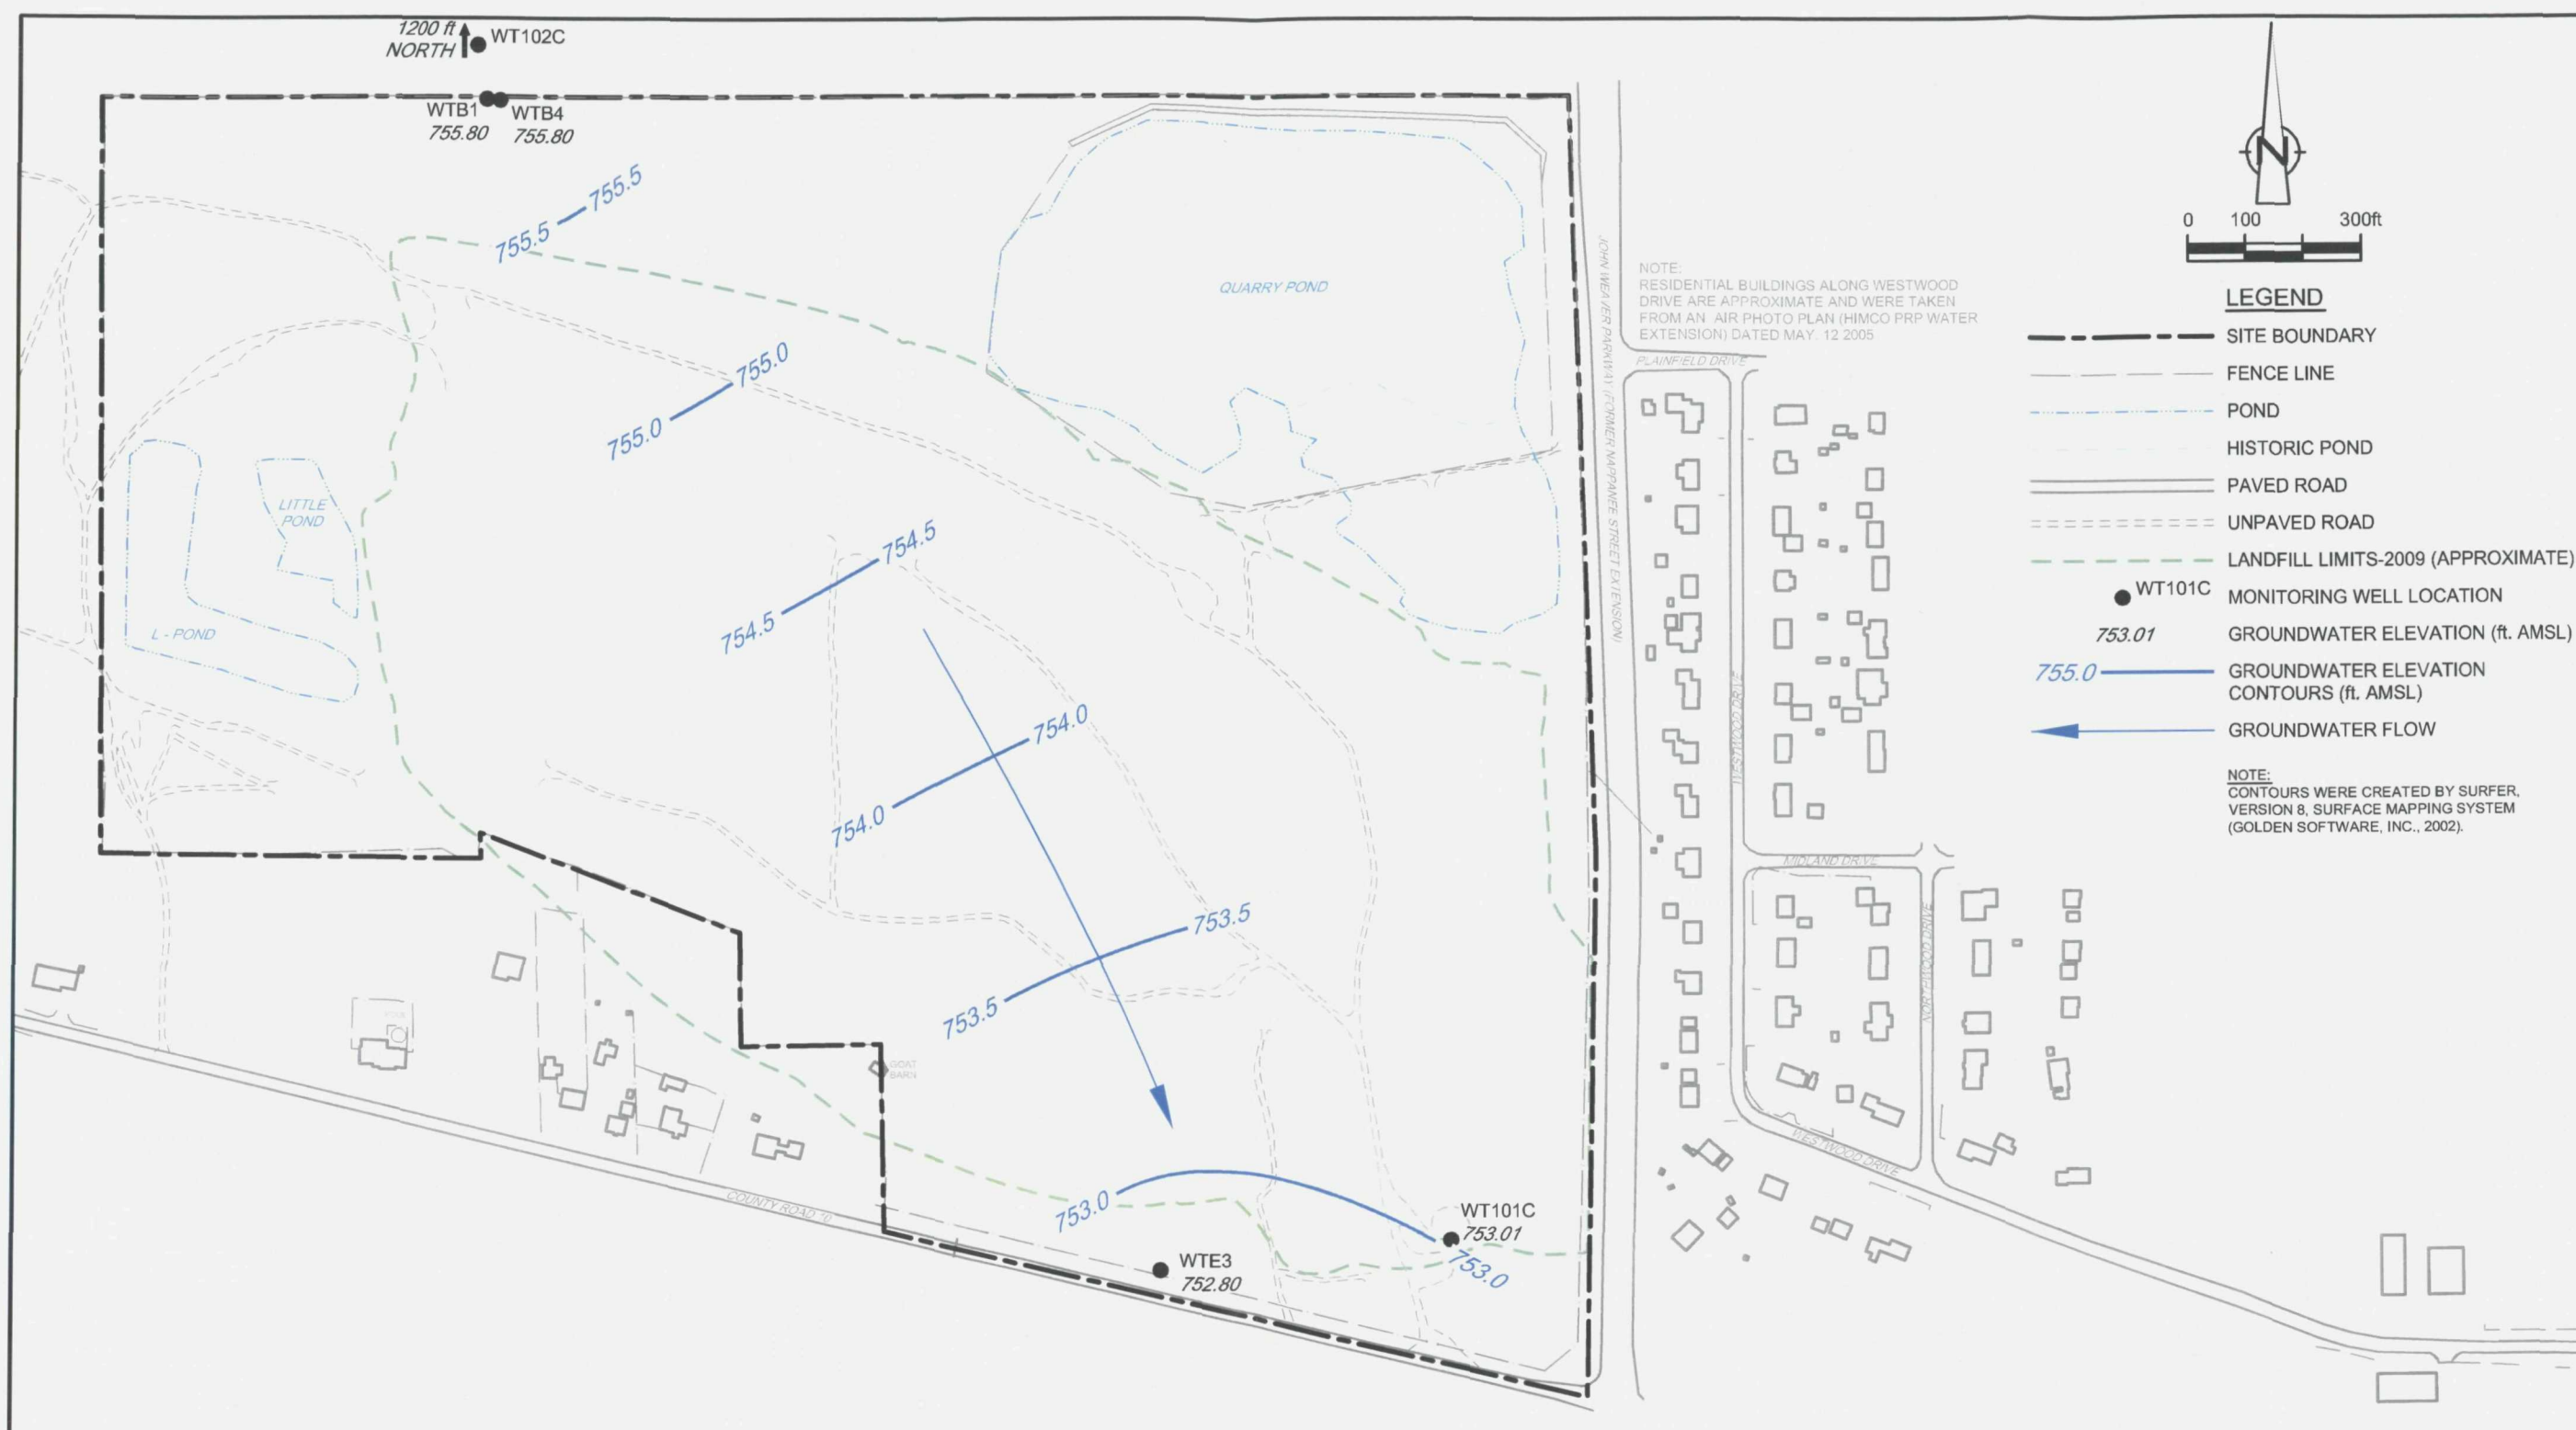 1200 ft
NORTH
WT102C
WTB1
755.80
WTB4
755.80
755.5
755.5
QUARRY POND
755.0
755.0
LITTLE
POND
L - POND
754.5
754.5
754.0
754.0
753.5
753.5
GOAT
BARN
753.0
753.0
WT101C
753.01
WTE3
752.80
COUNTY ROAD 10
JOHN WEAVER PARKWAY (FORMER NAPPANEE STREET EXTENSION)
NOTE:
RESIDENTIAL BUILDINGS ALONG WESTWOOD
DRIVE ARE APPROXIMATE AND WERE TAKEN
FROM AN AIR PHOTO PLAN (HIMCO PRP WATER
EXTENSION) DATED MAY. 12 2005
PLAINFIELD DRIVE
WESTWOOD DRIVE
MIDLAND DRIVE
NORTHWOOD DRIVE
WESTWOOD DRIVE
N
0 100 300ft
LEGEND
SITE BOUNDARY
FENCE LINE
POND
HISTORIC POND
PAVED ROAD
UNPAVED ROAD
LANDFILL LIMITS-2009 (APPROXIMATE)
WT101C MONITORING WELL LOCATION
753.01 GROUNDWATER ELEVATION (ft. AMSL)
755.0 GROUNDWATER ELEVATION
CONTOURS (ft. AMSL)
GROUNDWATER FLOW
NOTE:
CONTOURS WERE CREATED BY SURFER,
VERSION 8, SURFACE MAPPING SYSTEM
(GOLDEN SOFTWARE, INC., 2002).